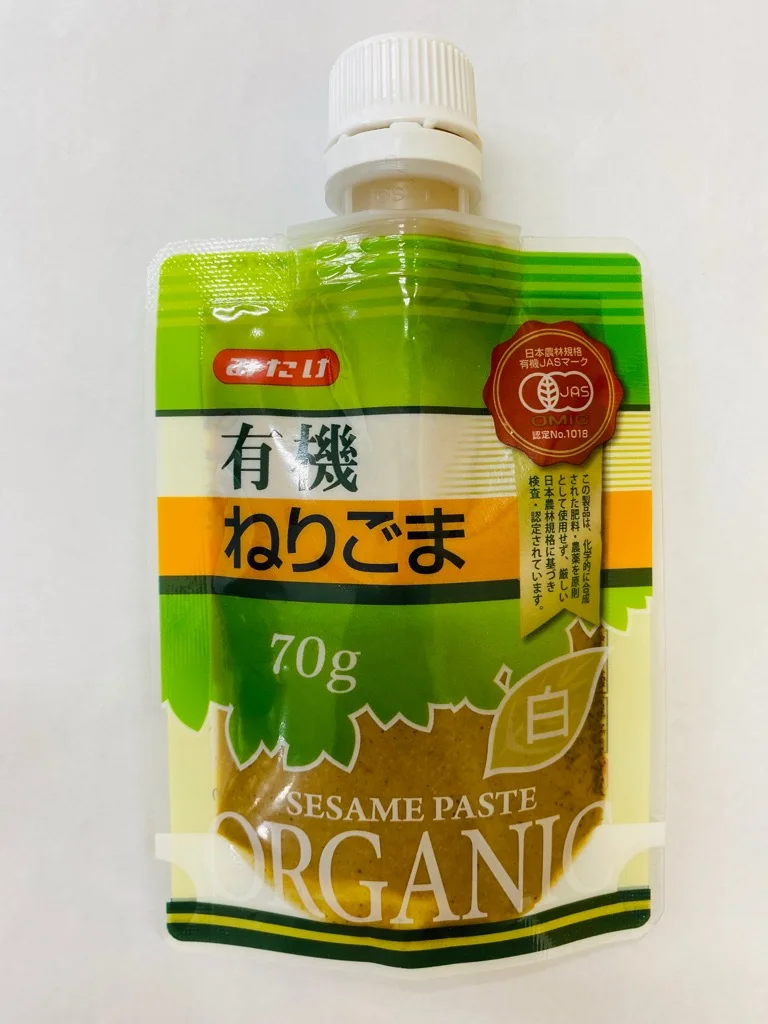 みたけ
日本農林規格
有機JASマーク
JAS
OMIC
認定No.1018
有機
ねりごま
この製品は、化学的に合成
された肥料・農薬を原則
として使用せず、厳しい
日本農林規格に基づき
検査・認定されています。
70g
白
SESAME PASTE
ORGANIC